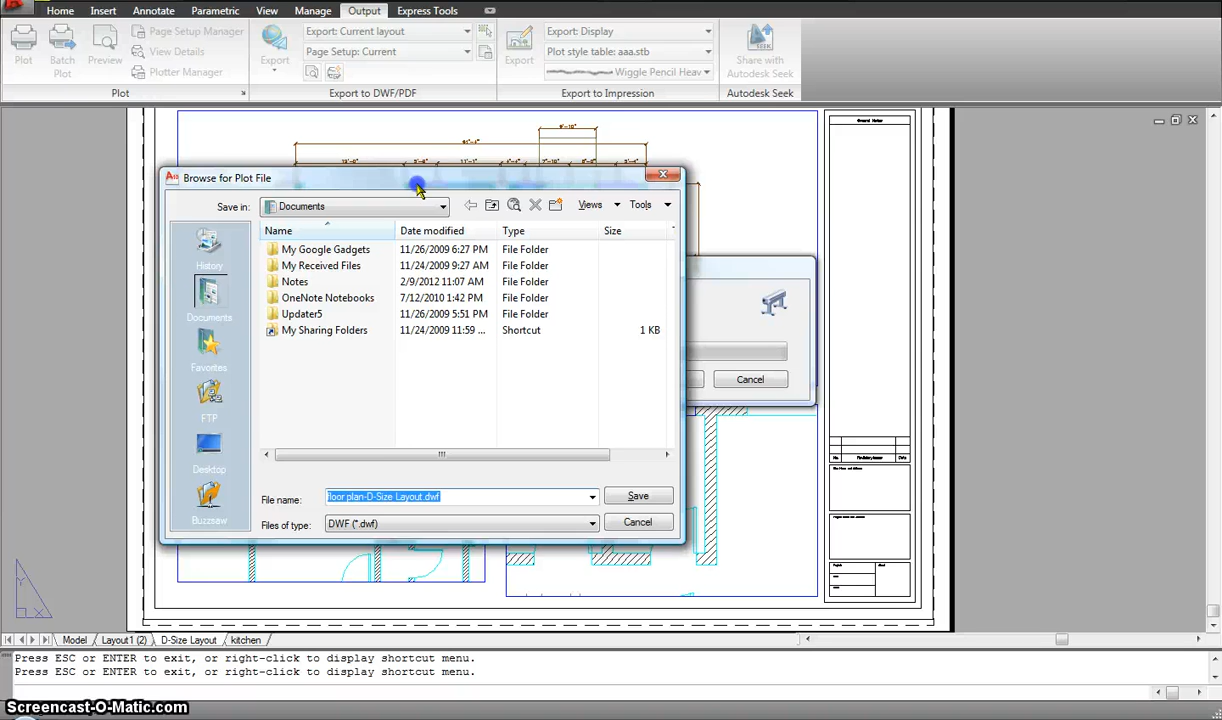 Home Insert Annotate Parametric View Manage Output Express Tools
Plot
Batch Plot
Preview
Page Setup Manager
View Details
Plotter Manager
Plot
Export
Export: Current layout
Page Setup: Current
Export to DWF/PDF
Export
Export: Display
Plot style table: aaa.stb
Wiggle Pencil Heav
Export to Impression
Share with
Autodesk Seek
Autodesk Seek
General Notes
9'-10"
Browse for Plot File
Save in: Documents Views Tools
Name Date modified Type Size
My Google Gadgets 11/26/2009 6:27 PM File Folder
My Received Files 11/24/2009 9:27 AM File Folder
Notes 2/9/2012 11:07 AM File Folder
OneNote Notebooks 7/12/2010 1:42 PM File Folder
Updater5 11/26/2009 5:51 PM File Folder
My Sharing Folders 11/24/2009 11:59 ... Shortcut 1 KB
History
Documents
Favorites
FTP
Desktop
Buzzsaw
File name: floor plan-D-Size Layout.dwf Save
Files of type: DWF (*.dwf) Cancel
Cancel
No. Revision/Issue Date
Model Layout1 (2) D-Size Layout kitchen
Press ESC or ENTER to exit, or right-click to display shortcut menu.
Press ESC or ENTER to exit, or right-click to display shortcut menu.
Screencast-O-Matic.com